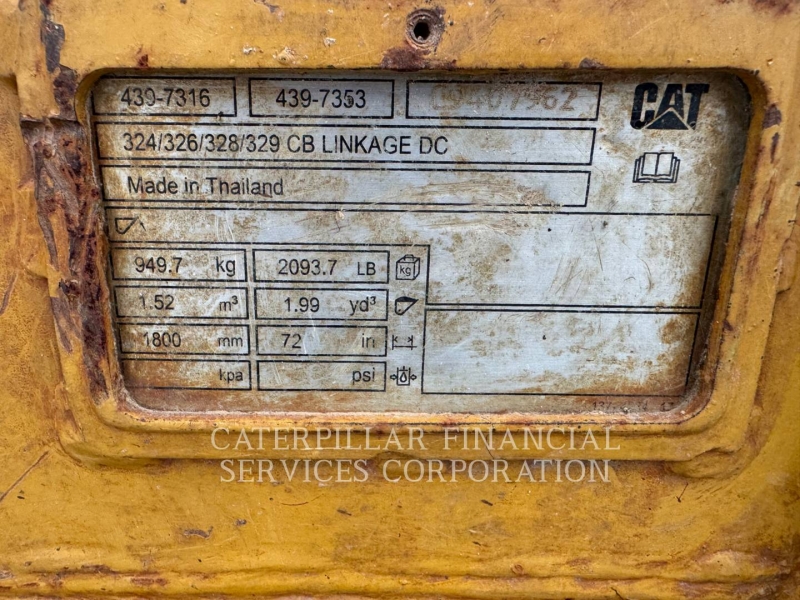 439-7316 439-7353
CAT
324/326/328/329 CB LINKAGE DC
Made in Thailand
949.7 kg 2093.7 LB kg
1.52 m³ 1.99 yd³
1800 mm 72 in
kpa psi
CATERPILLAR FINANCIAL
SERVICES CORPORATION